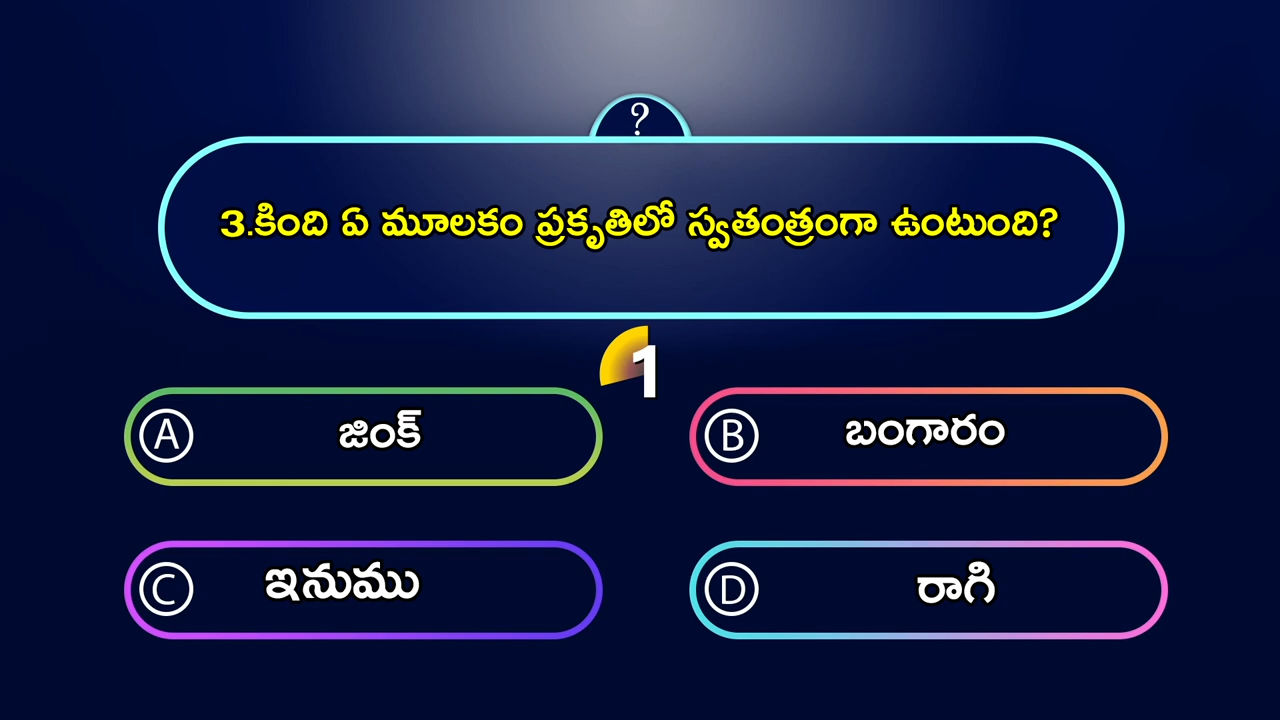 ?
3.కింది ఏ మూలకం ప్రకృతిలో స్వతంత్రంగా ఉంటుంది?
1
A జింక్
B బంగారం
C ఇనుము
D రాగి